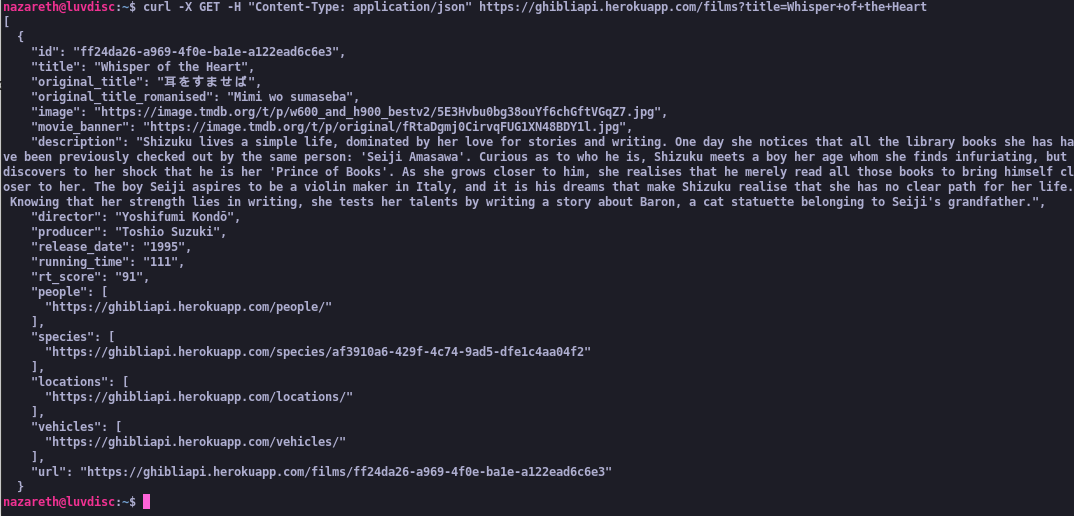 nazareth@luvdisc:~$ curl -X GET -H "Content-Type: application/json" https://ghibliapi.herokuapp.com/films?title=Whisper+of+the+Heart
[
  {
    "id": "ff24da26-a969-4f0e-ba1e-a122ead6c6e3",
    "title": "Whisper of the Heart",
    "original_title": "耳をすませば",
    "original_title_romanised": "Mimi wo sumaseba",
    "image": "https://image.tmdb.org/t/p/w600_and_h900_bestv2/5E3Hvbu0bg38ouYf6chGftVGqZ7.jpg",
    "movie_banner": "https://image.tmdb.org/t/p/original/fRtaDgmj0CirvqFUG1XN48BDY1l.jpg",
    "description": "Shizuku lives a simple life, dominated by her love for stories and writing. One day she notices that all the library books she has ha
ve been previously checked out by the same person: 'Seiji Amasawa'. Curious as to who he is, Shizuku meets a boy her age whom she finds infuriating, but
discovers to her shock that he is her 'Prince of Books'. As she grows closer to him, she realises that he merely read all those books to bring himself cl
oser to her. The boy Seiji aspires to be a violin maker in Italy, and it is his dreams that make Shizuku realise that she has no clear path for her life.
 Knowing that her strength lies in writing, she tests her talents by writing a story about Baron, a cat statuette belonging to Seiji's grandfather.",
    "director": "Yoshifumi Kondō",
    "producer": "Toshio Suzuki",
    "release_date": "1995",
    "running_time": "111",
    "rt_score": "91",
    "people": [
      "https://ghibliapi.herokuapp.com/people/"
    ],
    "species": [
      "https://ghibliapi.herokuapp.com/species/af3910a6-429f-4c74-9ad5-dfe1c4aa04f2"
    ],
    "locations": [
      "https://ghibliapi.herokuapp.com/locations/"
    ],
    "vehicles": [
      "https://ghibliapi.herokuapp.com/vehicles/"
    ],
    "url": "https://ghibliapi.herokuapp.com/films/ff24da26-a969-4f0e-ba1e-a122ead6c6e3"
  }
nazareth@luvdisc:~$